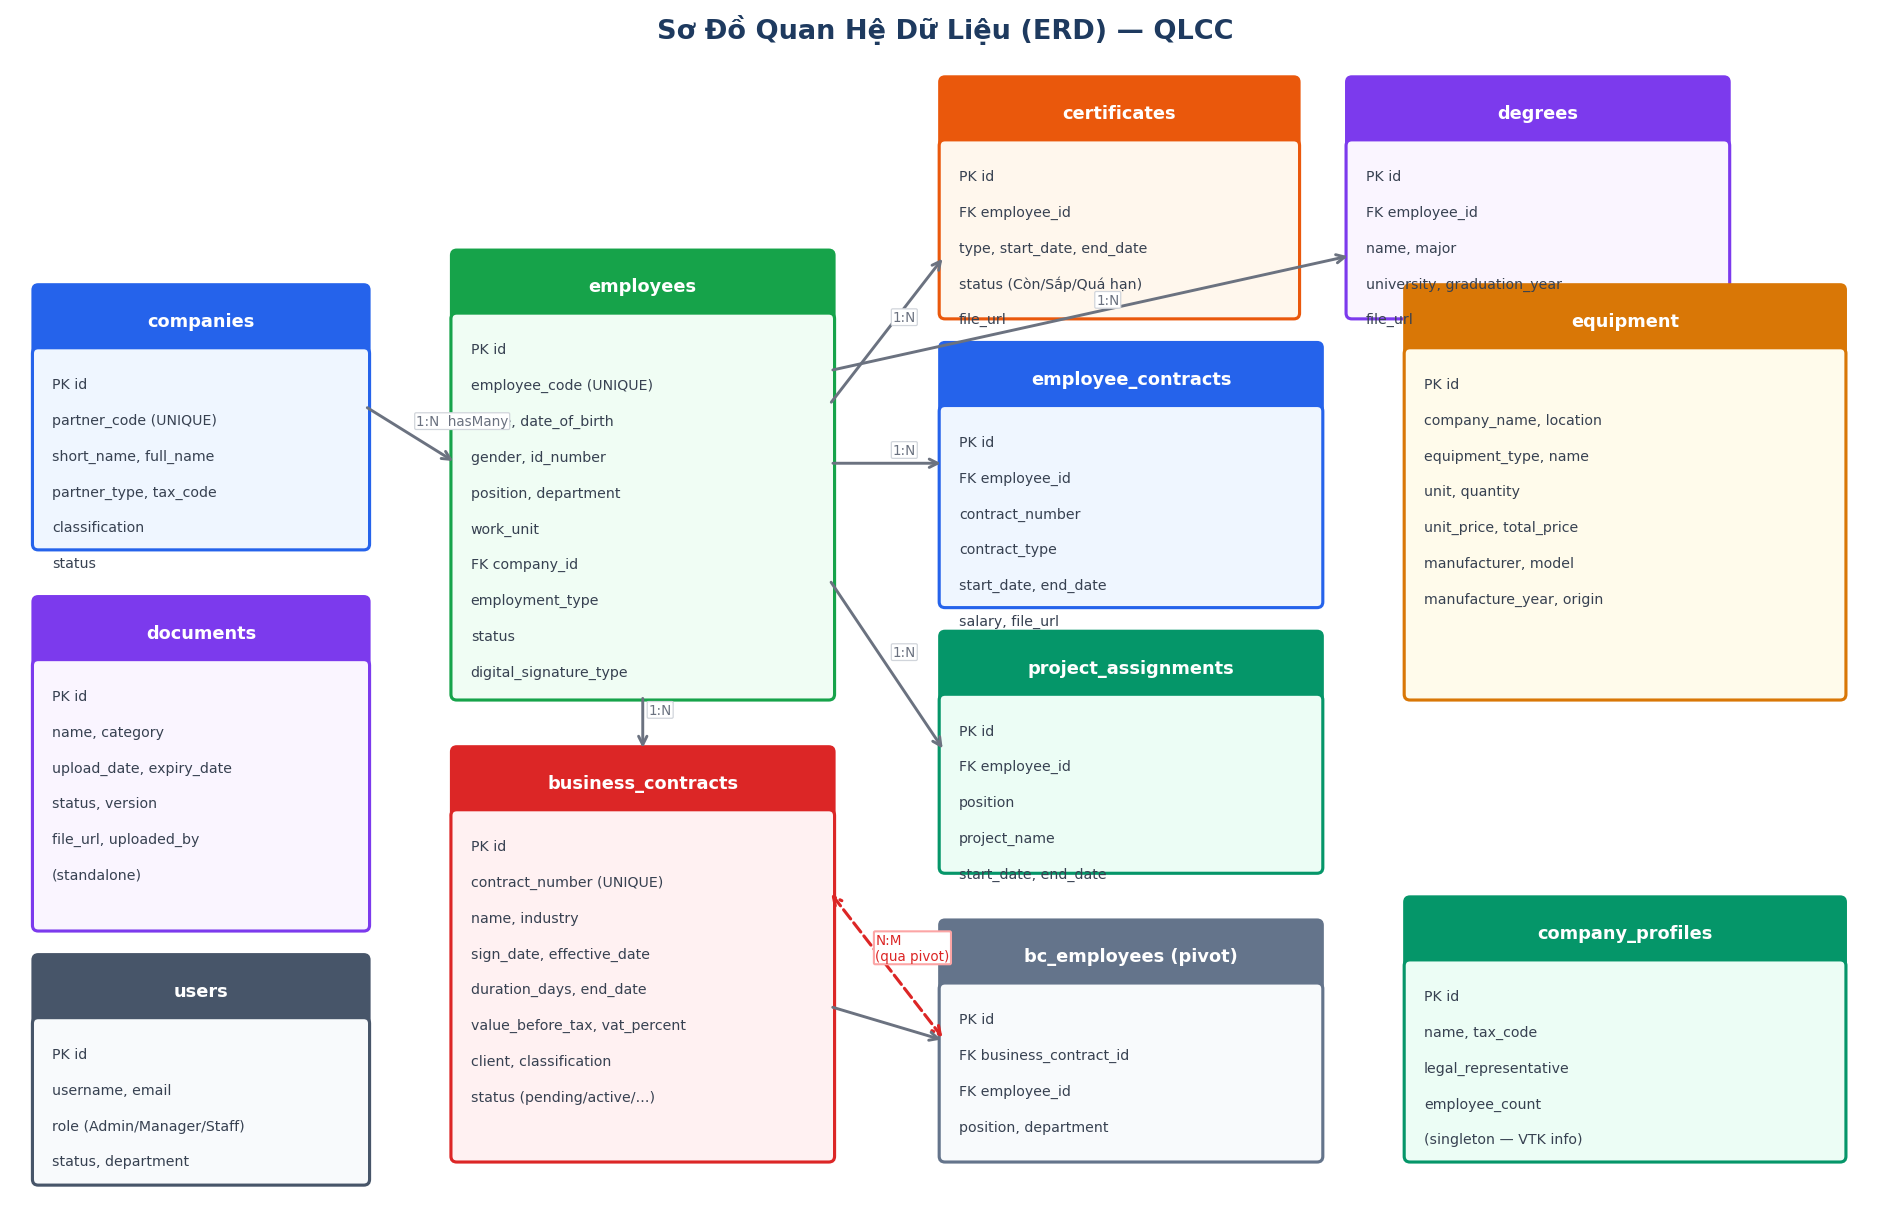 Sơ Đồ Quan Hệ Dữ Liệu (ERD) — QLCC
companies
PK id
partner_code (UNIQUE)
short_name, full_name
partner_type, tax_code
classification
status
documents
PK id
name, category
upload_date, expiry_date
status, version
file_url, uploaded_by
(standalone)
users
PK id
username, email
role (Admin/Manager/Staff)
status, department
1:N hasMany
employees
PK id
employee_code (UNIQUE)
, date_of_birth
gender, id_number
position, department
work_unit
FK company_id
employment_type
status
digital_signature_type
1:N
business_contracts
PK id
contract_number (UNIQUE)
name, industry
sign_date, effective_date
duration_days, end_date
value_before_tax, vat_percent
client, classification
status (pending/active/...)
1:N
1:N
1:N
1:N
N:M
(qua pivot)
certificates
PK id
FK employee_id
type, start_date, end_date
status (Còn/Sắp/Quá hạn)
file_url
employee_contracts
PK id
FK employee_id
contract_number
contract_type
start_date, end_date
salary, file_url
project_assignments
PK id
FK employee_id
position
project_name
start_date, end_date
bc_employees (pivot)
PK id
FK business_contract_id
FK employee_id
position, department
degrees
PK id
FK employee_id
name, major
university, graduation_year
file_url
equipment
PK id
company_name, location
equipment_type, name
unit, quantity
unit_price, total_price
manufacturer, model
manufacture_year, origin
company_profiles
PK id
name, tax_code
legal_representative
employee_count
(singleton — VTK info)